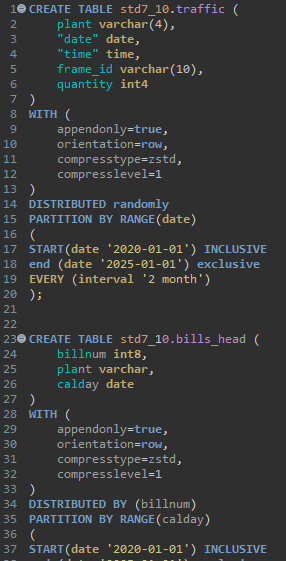 1 CREATE TABLE std7_10.traffic (
2 plant varchar(4),
3 "date" date,
4 "time" time,
5 frame_id varchar(10),
6 quantity int4
7 )
8 WITH (
9 appendonly=true,
10 orientation=row,
11 compresstype=zstd,
12 compresslevel=1
13 )
14 DISTRIBUTED randomly
15 PARTITION BY RANGE(date)
16 (
17 START(date '2020-01-01') INCLUSIVE
18 end (date '2025-01-01') exclusive
19 EVERY (interval '2 month')
20 );
21
22
23 CREATE TABLE std7_10.bills_head (
24 billnum int8,
25 plant varchar,
26 calday date
27 )
28 WITH (
29 appendonly=true,
30 orientation=row,
31 compresstype=zstd,
32 compresslevel=1
33 )
34 DISTRIBUTED BY (billnum)
35 PARTITION BY RANGE(calday)
36 (
37 START(date '2020-01-01') INCLUSIVE